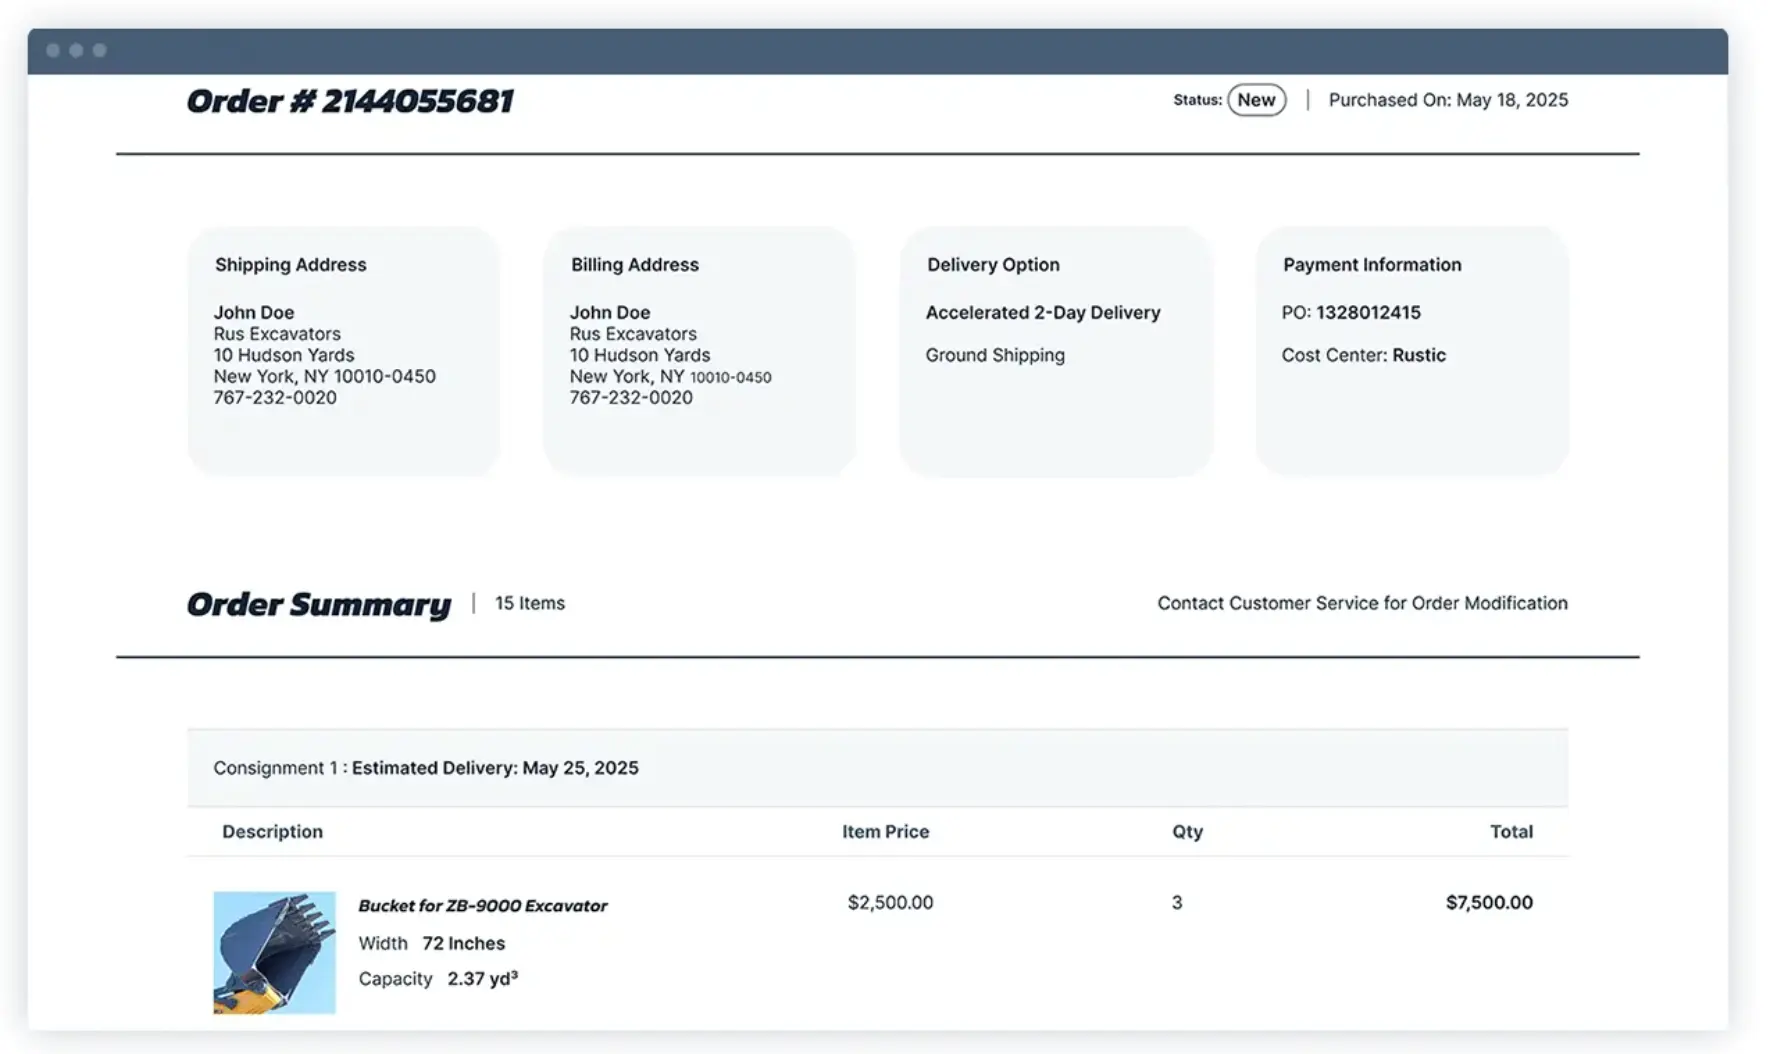 Order # 2144055681
Status: New | Purchased On: May 18, 2025
Shipping Address
John Doe
Rus Excavators
10 Hudson Yards
New York, NY 10010-0450
767-232-0020
Billing Address
John Doe
Rus Excavators
10 Hudson Yards
New York, NY 10010-0450
767-232-0020
Delivery Option
Accelerated 2-Day Delivery
Ground Shipping
Payment Information
PO: 1328012415
Cost Center: Rustic
Order Summary | 15 Items
Contact Customer Service for Order Modification
Consignment 1 : Estimated Delivery: May 25, 2025
Description Item Price Qty Total
Bucket for ZB-9000 Excavator $2,500.00 3 $7,500.00
Width 72 Inches
Capacity 2.37 yd³